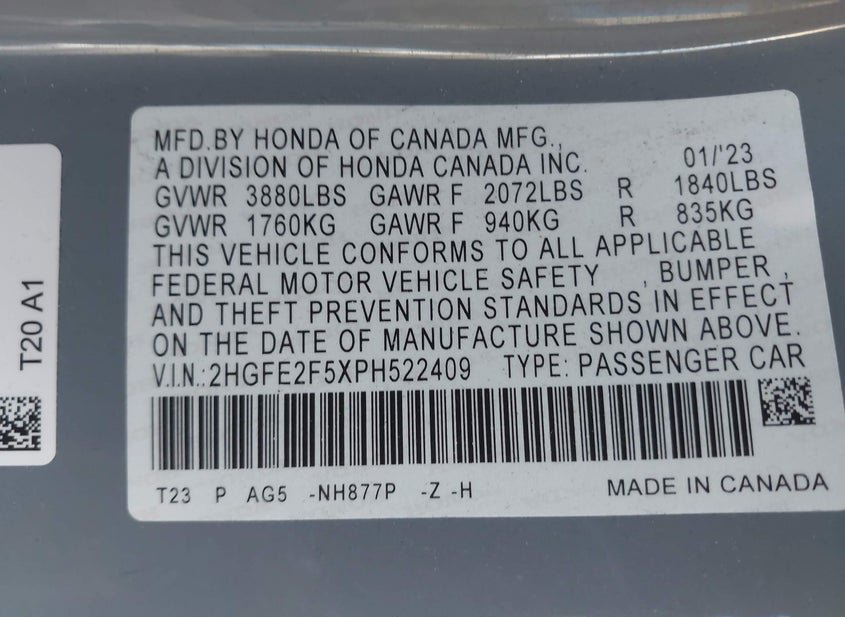 MFD.BY HONDA OF CANADA MFG.,
A DIVISION OF HONDA CANADA INC. 01/'23
GVWR 3880LBS GAWR F 2072LBS R 1840LBS
GVWR 1760KG GAWR F 940KG R 835KG
THIS VEHICLE CONFORMS TO ALL APPLICABLE
FEDERAL MOTOR VEHICLE SAFETY , BUMPER ,
AND THEFT PREVENTION STANDARDS IN EFFECT
ON THE DATE OF MANUFACTURE SHOWN ABOVE.
V.I.N.:2HGFE2F5XPH522409 TYPE: PASSENGER CAR
T23 P AG5 -NH877P -Z -H MADE IN CANADA
T20 A1